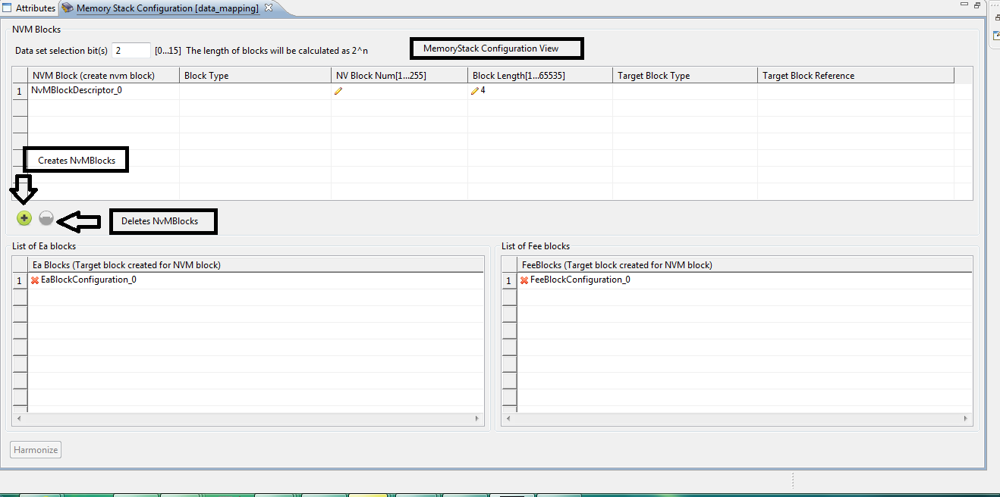 Attributes Memory Stack Configuration [data_mapping]
NVM Blocks
Data set selection bit(s) 2 [0...15] The length of blocks will be calculated as 2^n
MemoryStack Configuration View
NVM Block (create nvm block) Block Type NV Block Num[1...255] Block Length[1...65535] Target Block Type Target Block Reference
1 NvMBlockDescriptor_0 4
Creates NvMBlocks
Deletes NvMBlocks
List of Ea blocks
Ea Blocks (Target block created for NVM block)
1 EaBlockConfiguration_0
List of Fee blocks
FeeBlocks (Target block created for NVM block)
1 FeeBlockConfiguration_0
Harmonize